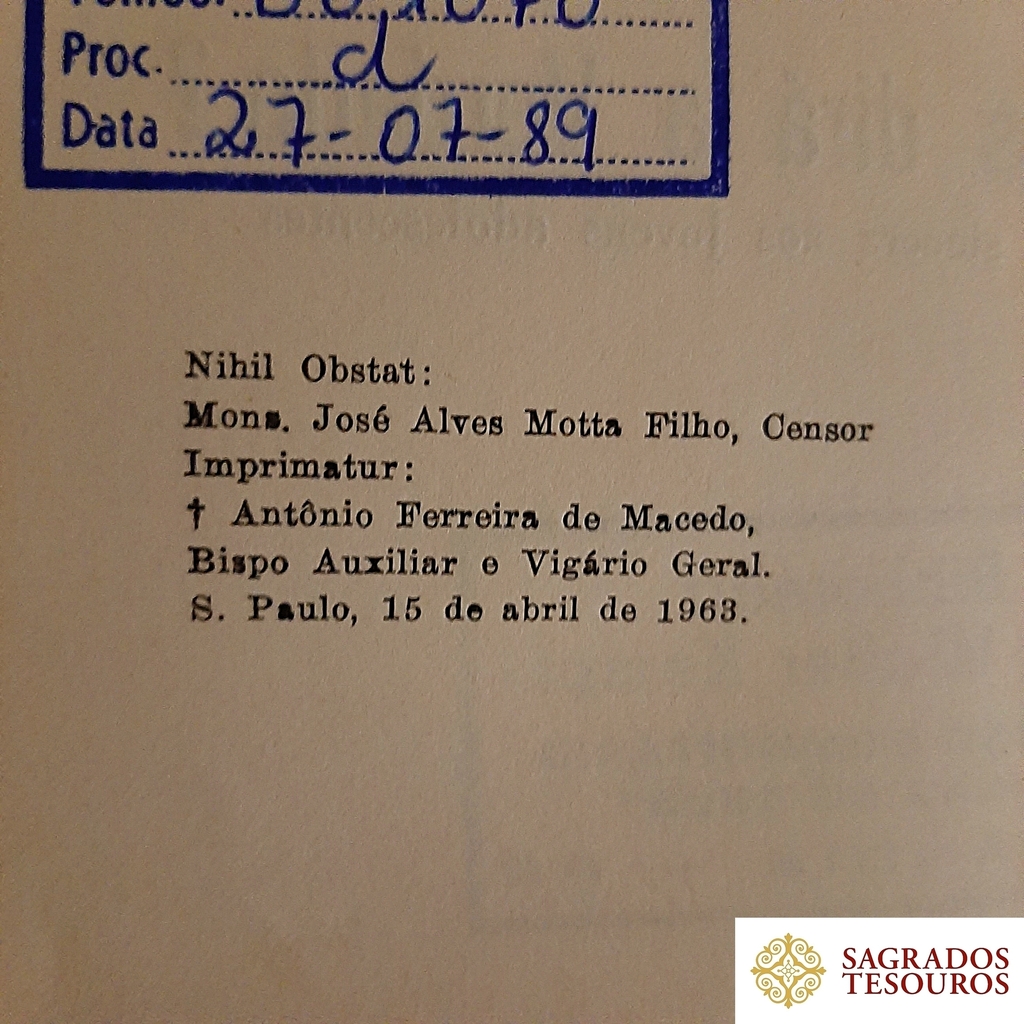 Proc. d
Data 27-07-89
Nihil Obstat:
Mons. José Alves Motta Filho, Censor
Imprimatur:
† Antônio Ferreira de Macedo,
Bispo Auxiliar e Vigário Geral.
S. Paulo, 15 de abril de 1963.
SAGRADOS
TESOUROS